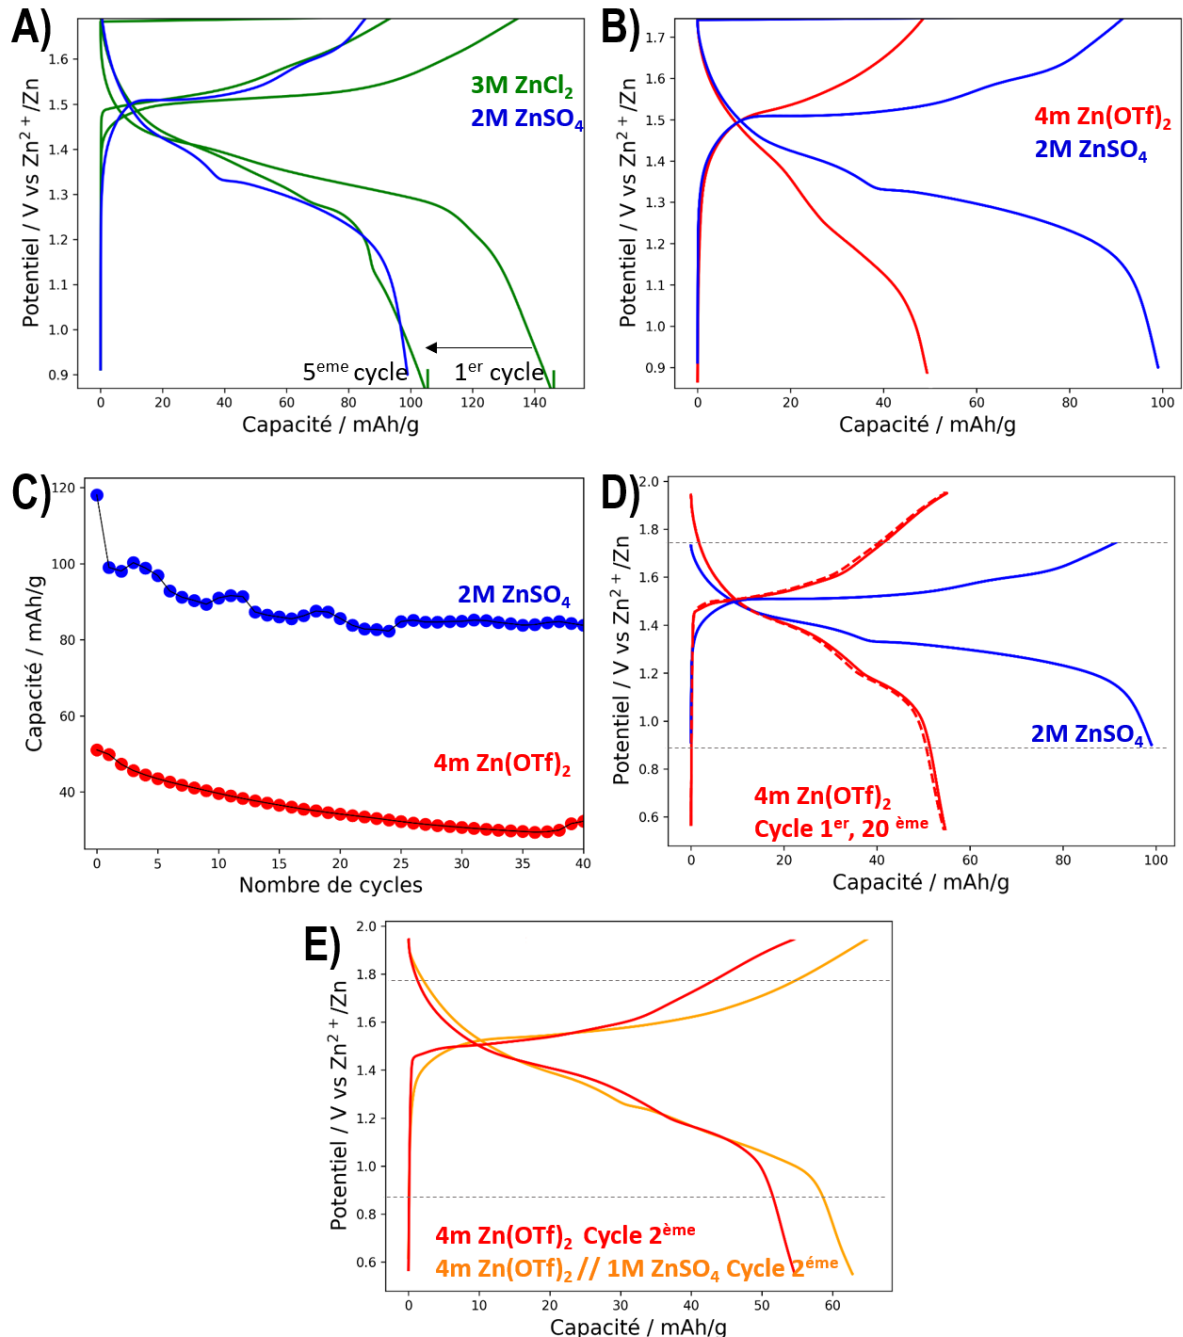 A)
Potentiel / V vs Zn²⁺/Zn
1.6
1.5
1.4
1.3
1.2
1.1
1.0
0.9
3M ZnCl₂
2M ZnSO₄
5ᵉᵐᵉ cycle
1ᵉʳ cycle
0 20 40 60 80 100 120 140
Capacité / mAh/g
B)
Potentiel / V vs Zn²⁺/Zn
1.7
1.6
1.5
1.4
1.3
1.2
1.1
1.0
0.9
4m Zn(OTf)₂
2M ZnSO₄
0 20 40 60 80 100
Capacité / mAh/g
C)
Capacité / mAh/g
120
100
80
60
40
2M ZnSO₄
4m Zn(OTf)₂
0 5 10 15 20 25 30 35 40
Nombre de cycles
D)
Potentiel / V vs Zn²⁺/Zn
2.0
1.8
1.6
1.4
1.2
1.0
0.8
0.6
2M ZnSO₄
4m Zn(OTf)₂
Cycle 1ᵉʳ, 20 ᵉ̀ᵐᵉ
0 20 40 60 80 100
Capacité / mAh/g
E)
Potentiel / V vs Zn²⁺/Zn
2.0
1.8
1.6
1.4
1.2
1.0
0.8
0.6
4m Zn(OTf)₂ Cycle 2ᵉ̀ᵐᵉ
4m Zn(OTf)₂ // 1M ZnSO₄ Cycle 2ᵉ́ᵐᵉ
0 10 20 30 40 50 60
Capacité / mAh/g